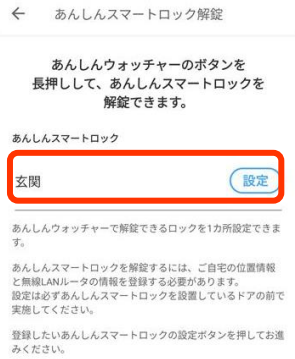 ← あんしんスマートロック解錠
あんしんウォッチャーのボタンを
長押しして、あんしんスマートロックを
解錠できます。
あんしんスマートロック
玄関 設定
あんしんウォッチャーで解錠できるロックを1カ所設定できま
す。
あんしんスマートロックを解錠するには、ご自宅の位置情報
と無線LANルータの情報を登録する必要があります。
設定は必ずあんしんスマートロックを設置しているドアの前で
実施してください。
登録したいあんしんスマートロックの設定ボタンを押してお進
みください。